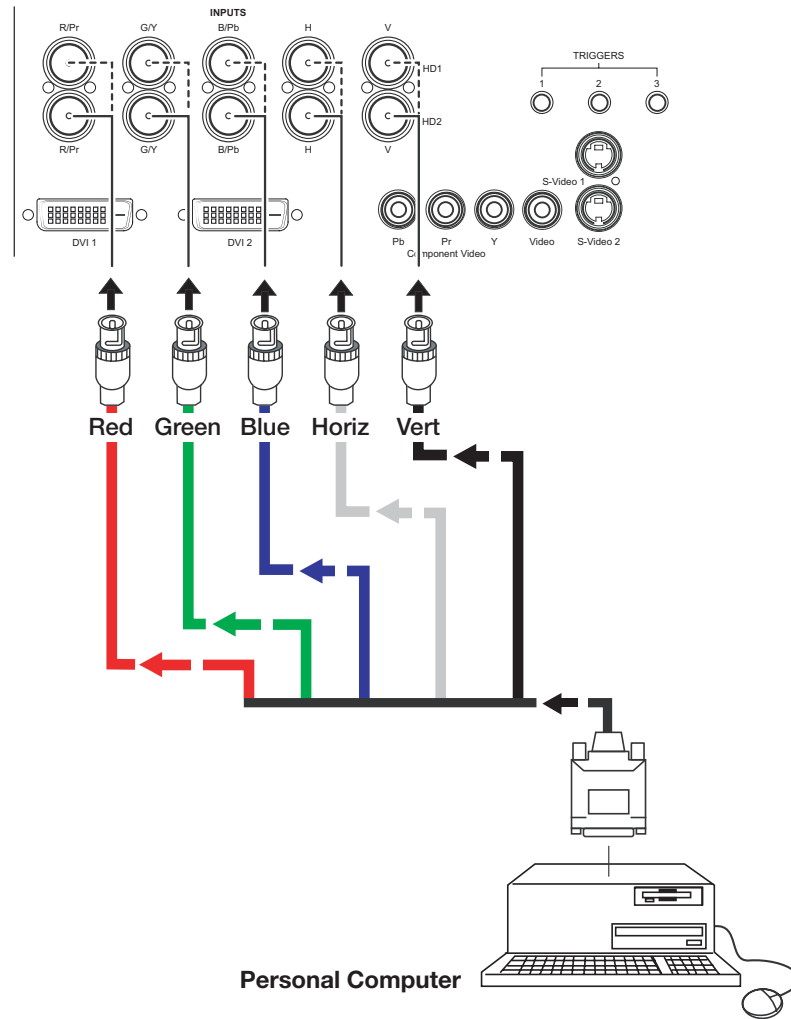 INPUTS
R/Pr G/Y B/Pb H V
HD1
HD2
R/Pr G/Y B/Pb H V
TRIGGERS
1 2 3
S-Video 1
DVI 1 DVI 2
Pb Pr Y Video S-Video 2
Component Video
Red Green Blue Horiz Vert
Personal Computer